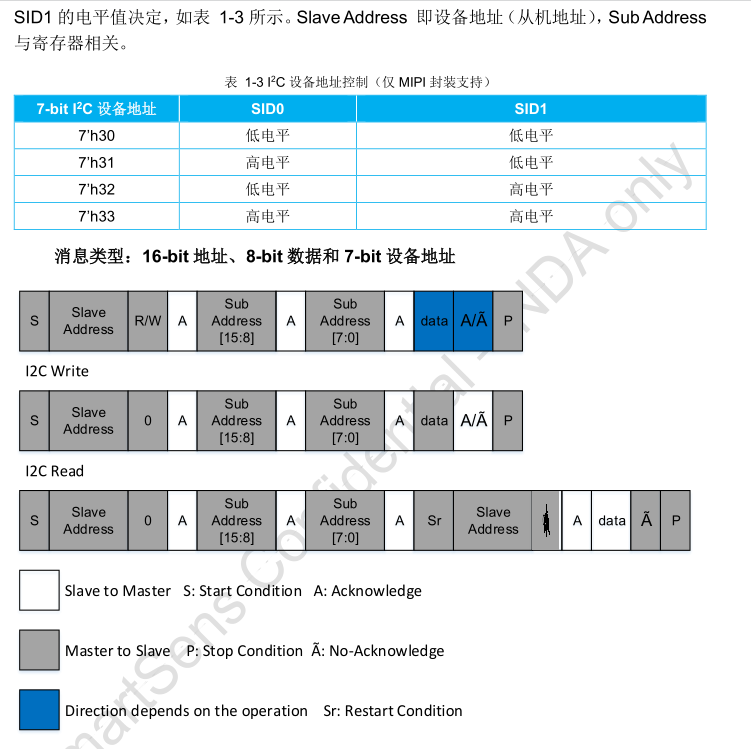 SID1 的电平值决定，如表 1-3 所示。Slave Address 即设备地址（从机地址），Sub Address
与寄存器相关。
表 1-3 I²C 设备地址控制（仅 MIPI 封装支持）
7-bit I²C 设备地址 SID0 SID1
7'h30 低电平 低电平
7'h31 高电平 低电平
7'h32 低电平 高电平
7'h33 高电平 高电平
消息类型：16-bit 地址、8-bit 数据和 7-bit 设备地址
S Slave Address R/W A Sub Address [15:8] A Sub Address [7:0] A data A/Ã P
I2C Write
S Slave Address 0 A Sub Address [15:8] A Sub Address [7:0] A data A/Ã P
I2C Read
S Slave Address 0 A Sub Address [15:8] A Sub Address [7:0] A Sr Slave Address A data Ã P
Slave to Master S: Start Condition A: Acknowledge
Master to Slave P: Stop Condition Ã: No-Acknowledge
Direction depends on the operation Sr: Restart Condition
martSens Confidential - NDA only